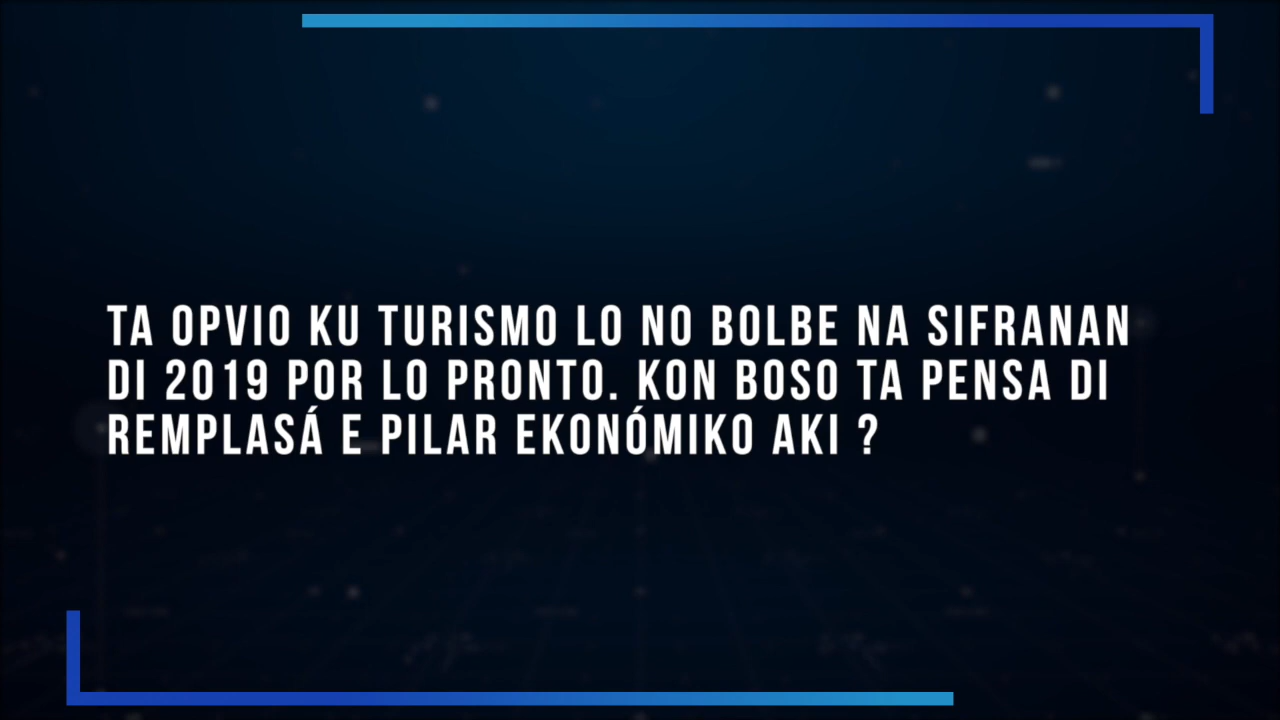 TA OPVIO KU TURISMO LO NO BOLBE NA SIFRANAN
DI 2019 POR LO PRONTO. KON BOSO TA PENSA DI
REMPLASÁ E PILAR EKONÓMIKO AKI ?